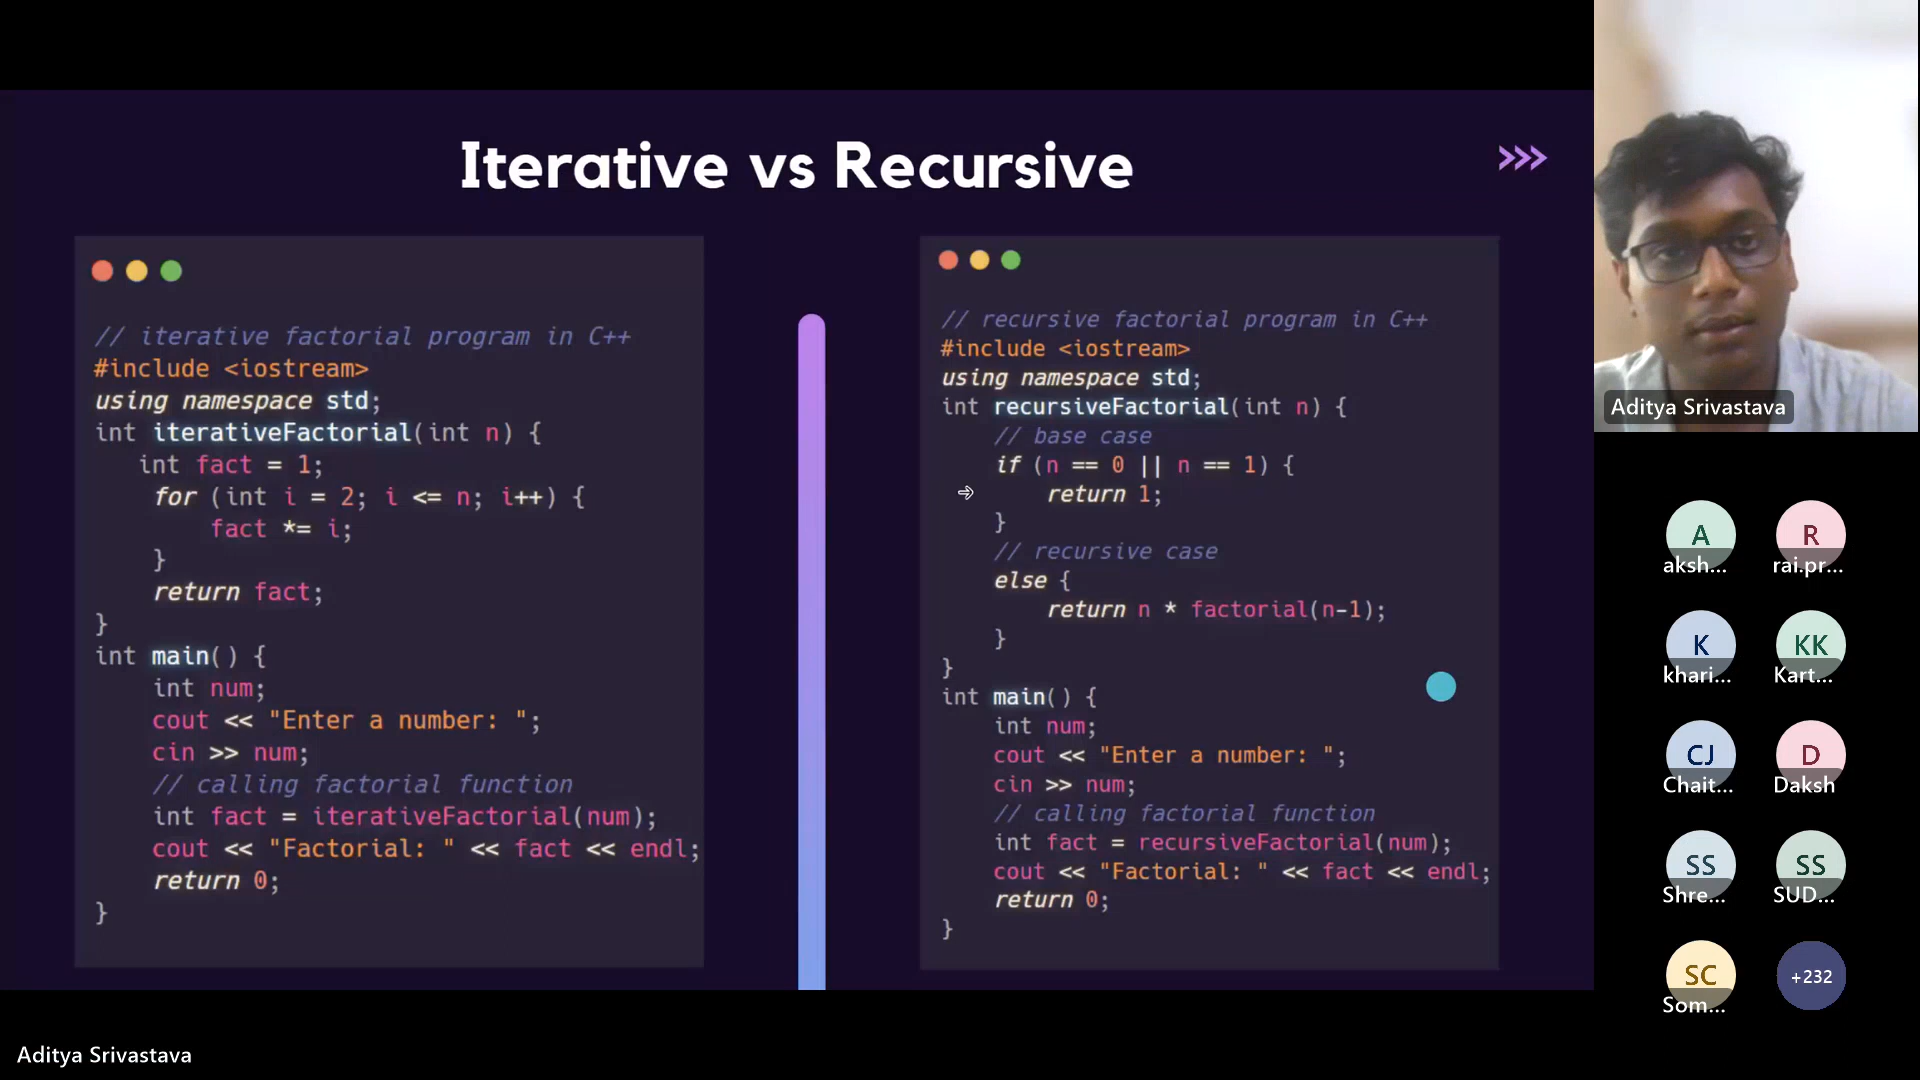 Iterative vs Recursive
// iterative factorial program in C++
#include <iostream>
using namespace std;
int iterativeFactorial(int n) {
   int fact = 1;
    for (int i = 2; i <= n; i++) {
        fact *= i;
    }
    return fact;
}
int main() {
    int num;
    cout << "Enter a number: ";
    cin >> num;
    // calling factorial function
    int fact = iterativeFactorial(num);
    cout << "Factorial: " << fact << endl;
    return 0;
}
// recursive factorial program in C++
#include <iostream>
using namespace std;
int recursiveFactorial(int n) {
    // base case
    if (n == 0 || n == 1) {
        return 1;
    }
    // recursive case
    else {
        return n * factorial(n-1);
    }
}
int main() {
    int num;
    cout << "Enter a number: ";
    cin >> num;
    // calling factorial function
    int fact = recursiveFactorial(num);
    cout << "Factorial: " << fact << endl;
    return 0;
}
Aditya Srivastava
A R
aksh... rai.pr...
K KK
khari... Kart...
CJ D
Chait... Daksh
SS SS
Shre... SUD...
SC +232
Som...
Aditya Srivastava